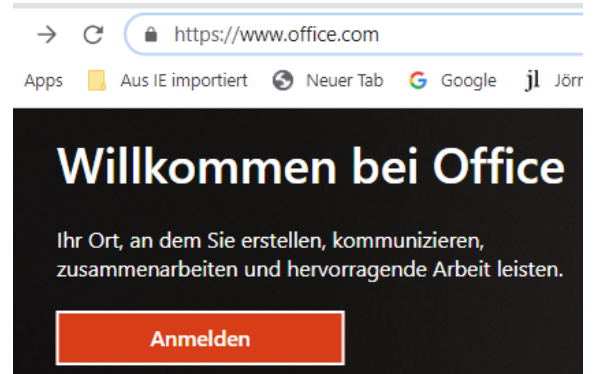 https://www.office.com
Apps Aus IE importiert Neuer Tab G Google jl Jörr
Willkommen bei Office
Ihr Ort, an dem Sie erstellen, kommunizieren,
zusammenarbeiten und hervorragende Arbeit leisten.
Anmelden